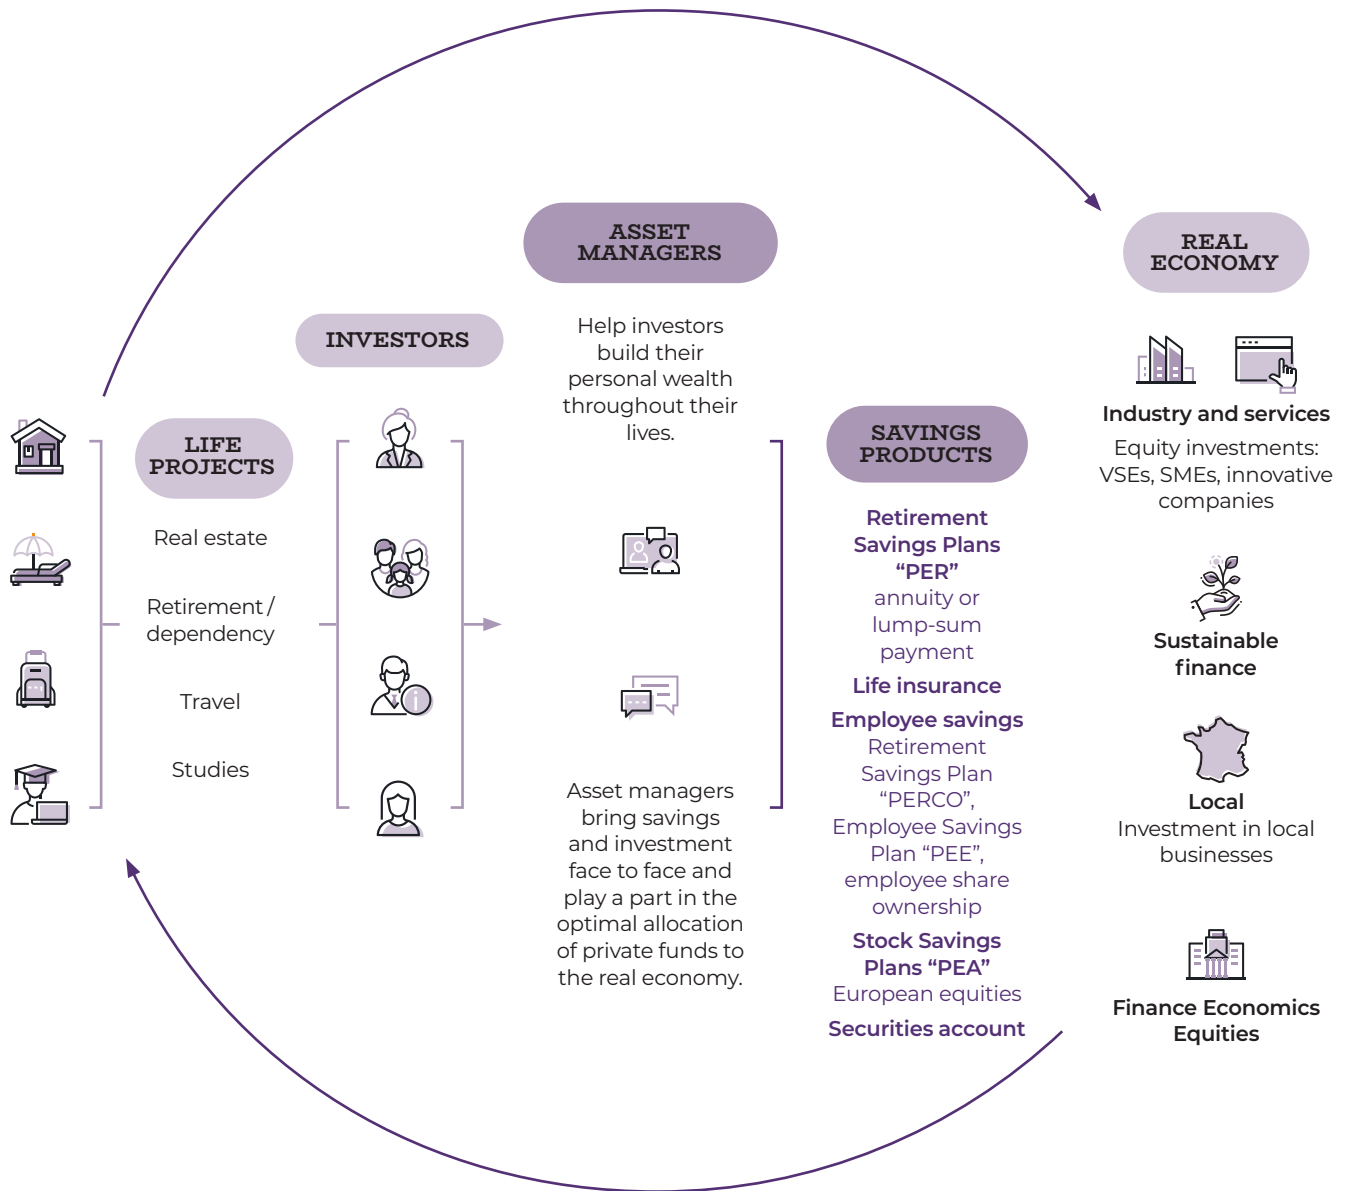 LIFE
PROJECTS
Real estate
Retirement /
dependency
Travel
Studies
INVESTORS
ASSET
MANAGERS
Help investors
build their
personal wealth
throughout their
lives.
Asset managers
bring savings
and investment
face to face and
play a part in the
optimal allocation
of private funds to
the real economy.
SAVINGS
PRODUCTS
Retirement
Savings Plans
“PER”
annuity or
lump-sum
payment
Life insurance
Employee savings
Retirement
Savings Plan
“PERCO”,
Employee Savings
Plan “PEE”,
employee share
ownership
Stock Savings
Plans “PEA”
European equities
Securities account
REAL
ECONOMY
Industry and services
Equity investments:
VSEs, SMEs, innovative
companies
Sustainable
finance
Local
Investment in local
businesses
Finance Economics
Equities